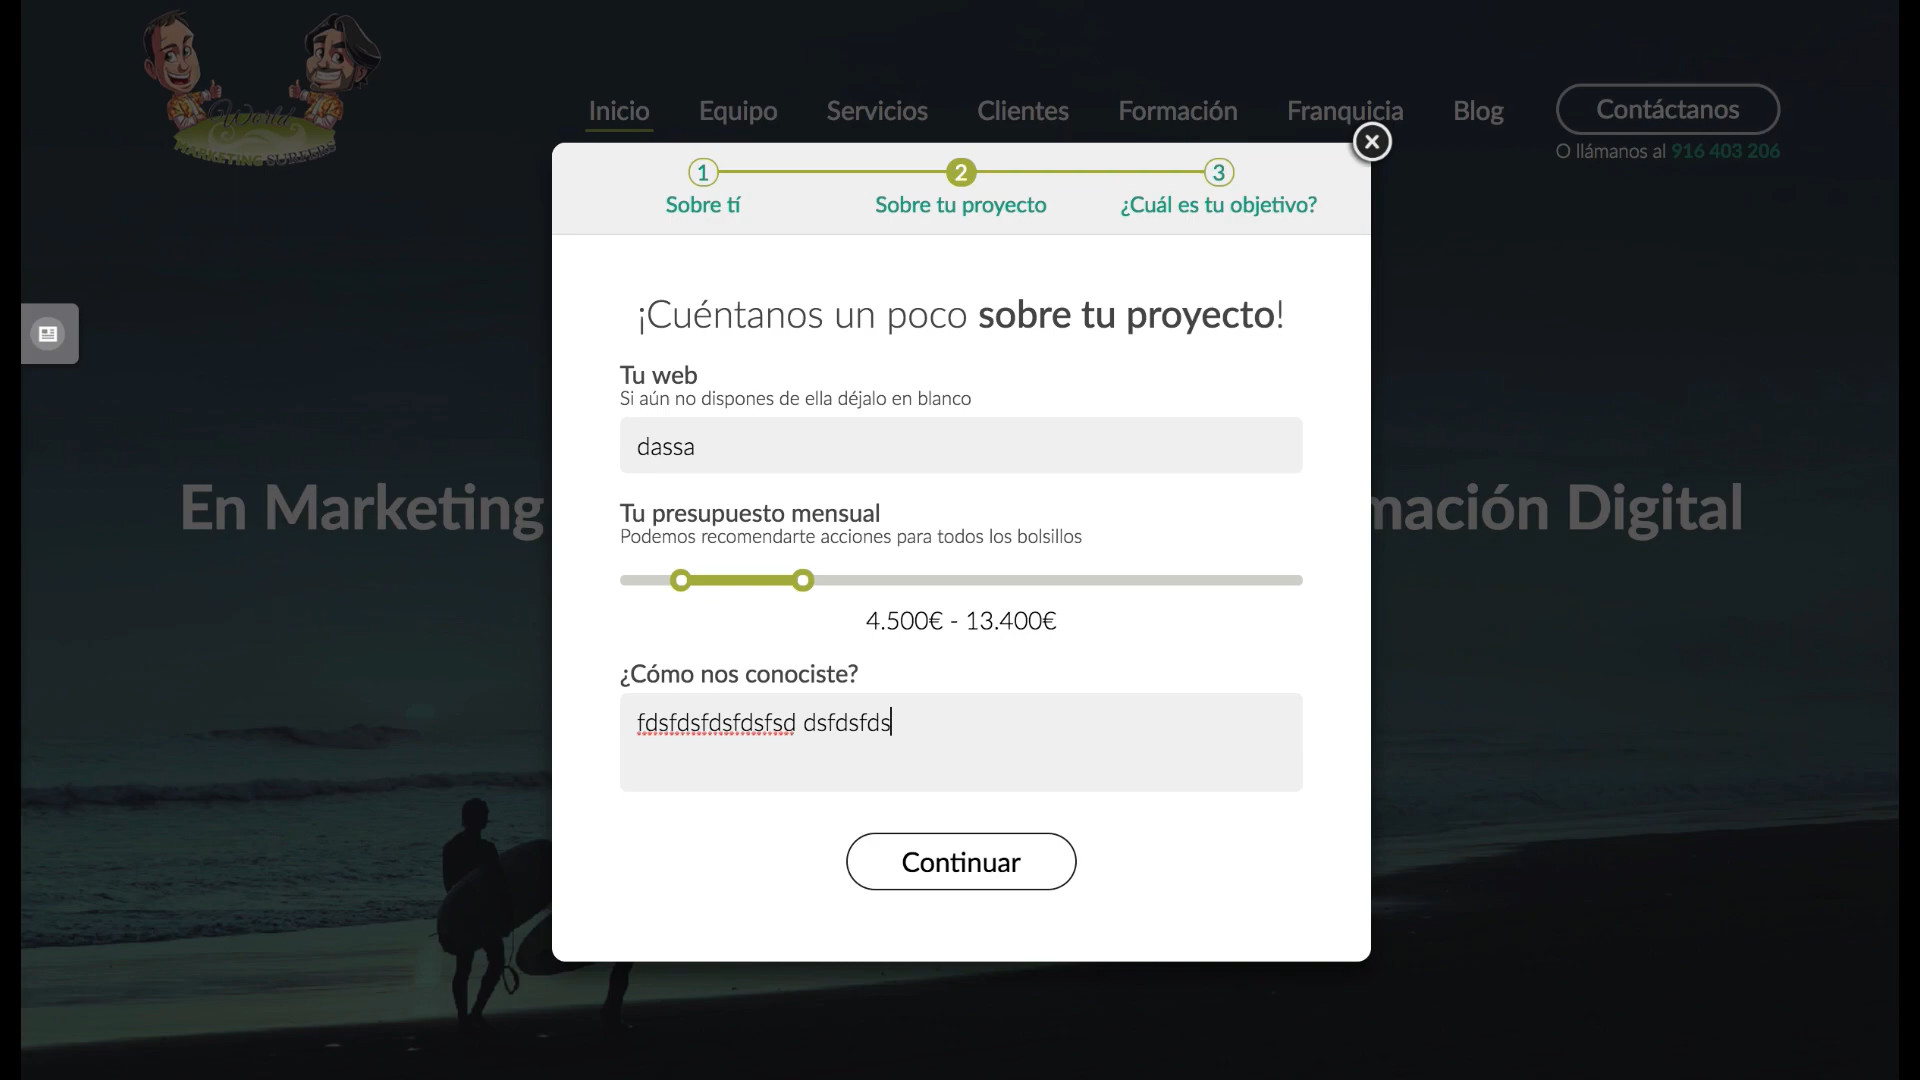 World
MARKETING SURFERS
Inicio
Equipo
Servicios
Clientes
Formación
Franquicia
Blog
Contáctanos
O llámanos al 916 403 206
1
2
3
Sobre tí
Sobre tu proyecto
¿Cuál es tu objetivo?
¡Cuéntanos un poco sobre tu proyecto!
Tu web
Si aún no dispones de ella déjalo en blanco
dassa
En Marketing
mación Digital
Tu presupuesto mensual
Podemos recomendarte acciones para todos los bolsillos
4.500€ - 13.400€
¿Cómo nos conociste?
fdsfdsfdsfdsfsd dsfdsfds
Continuar